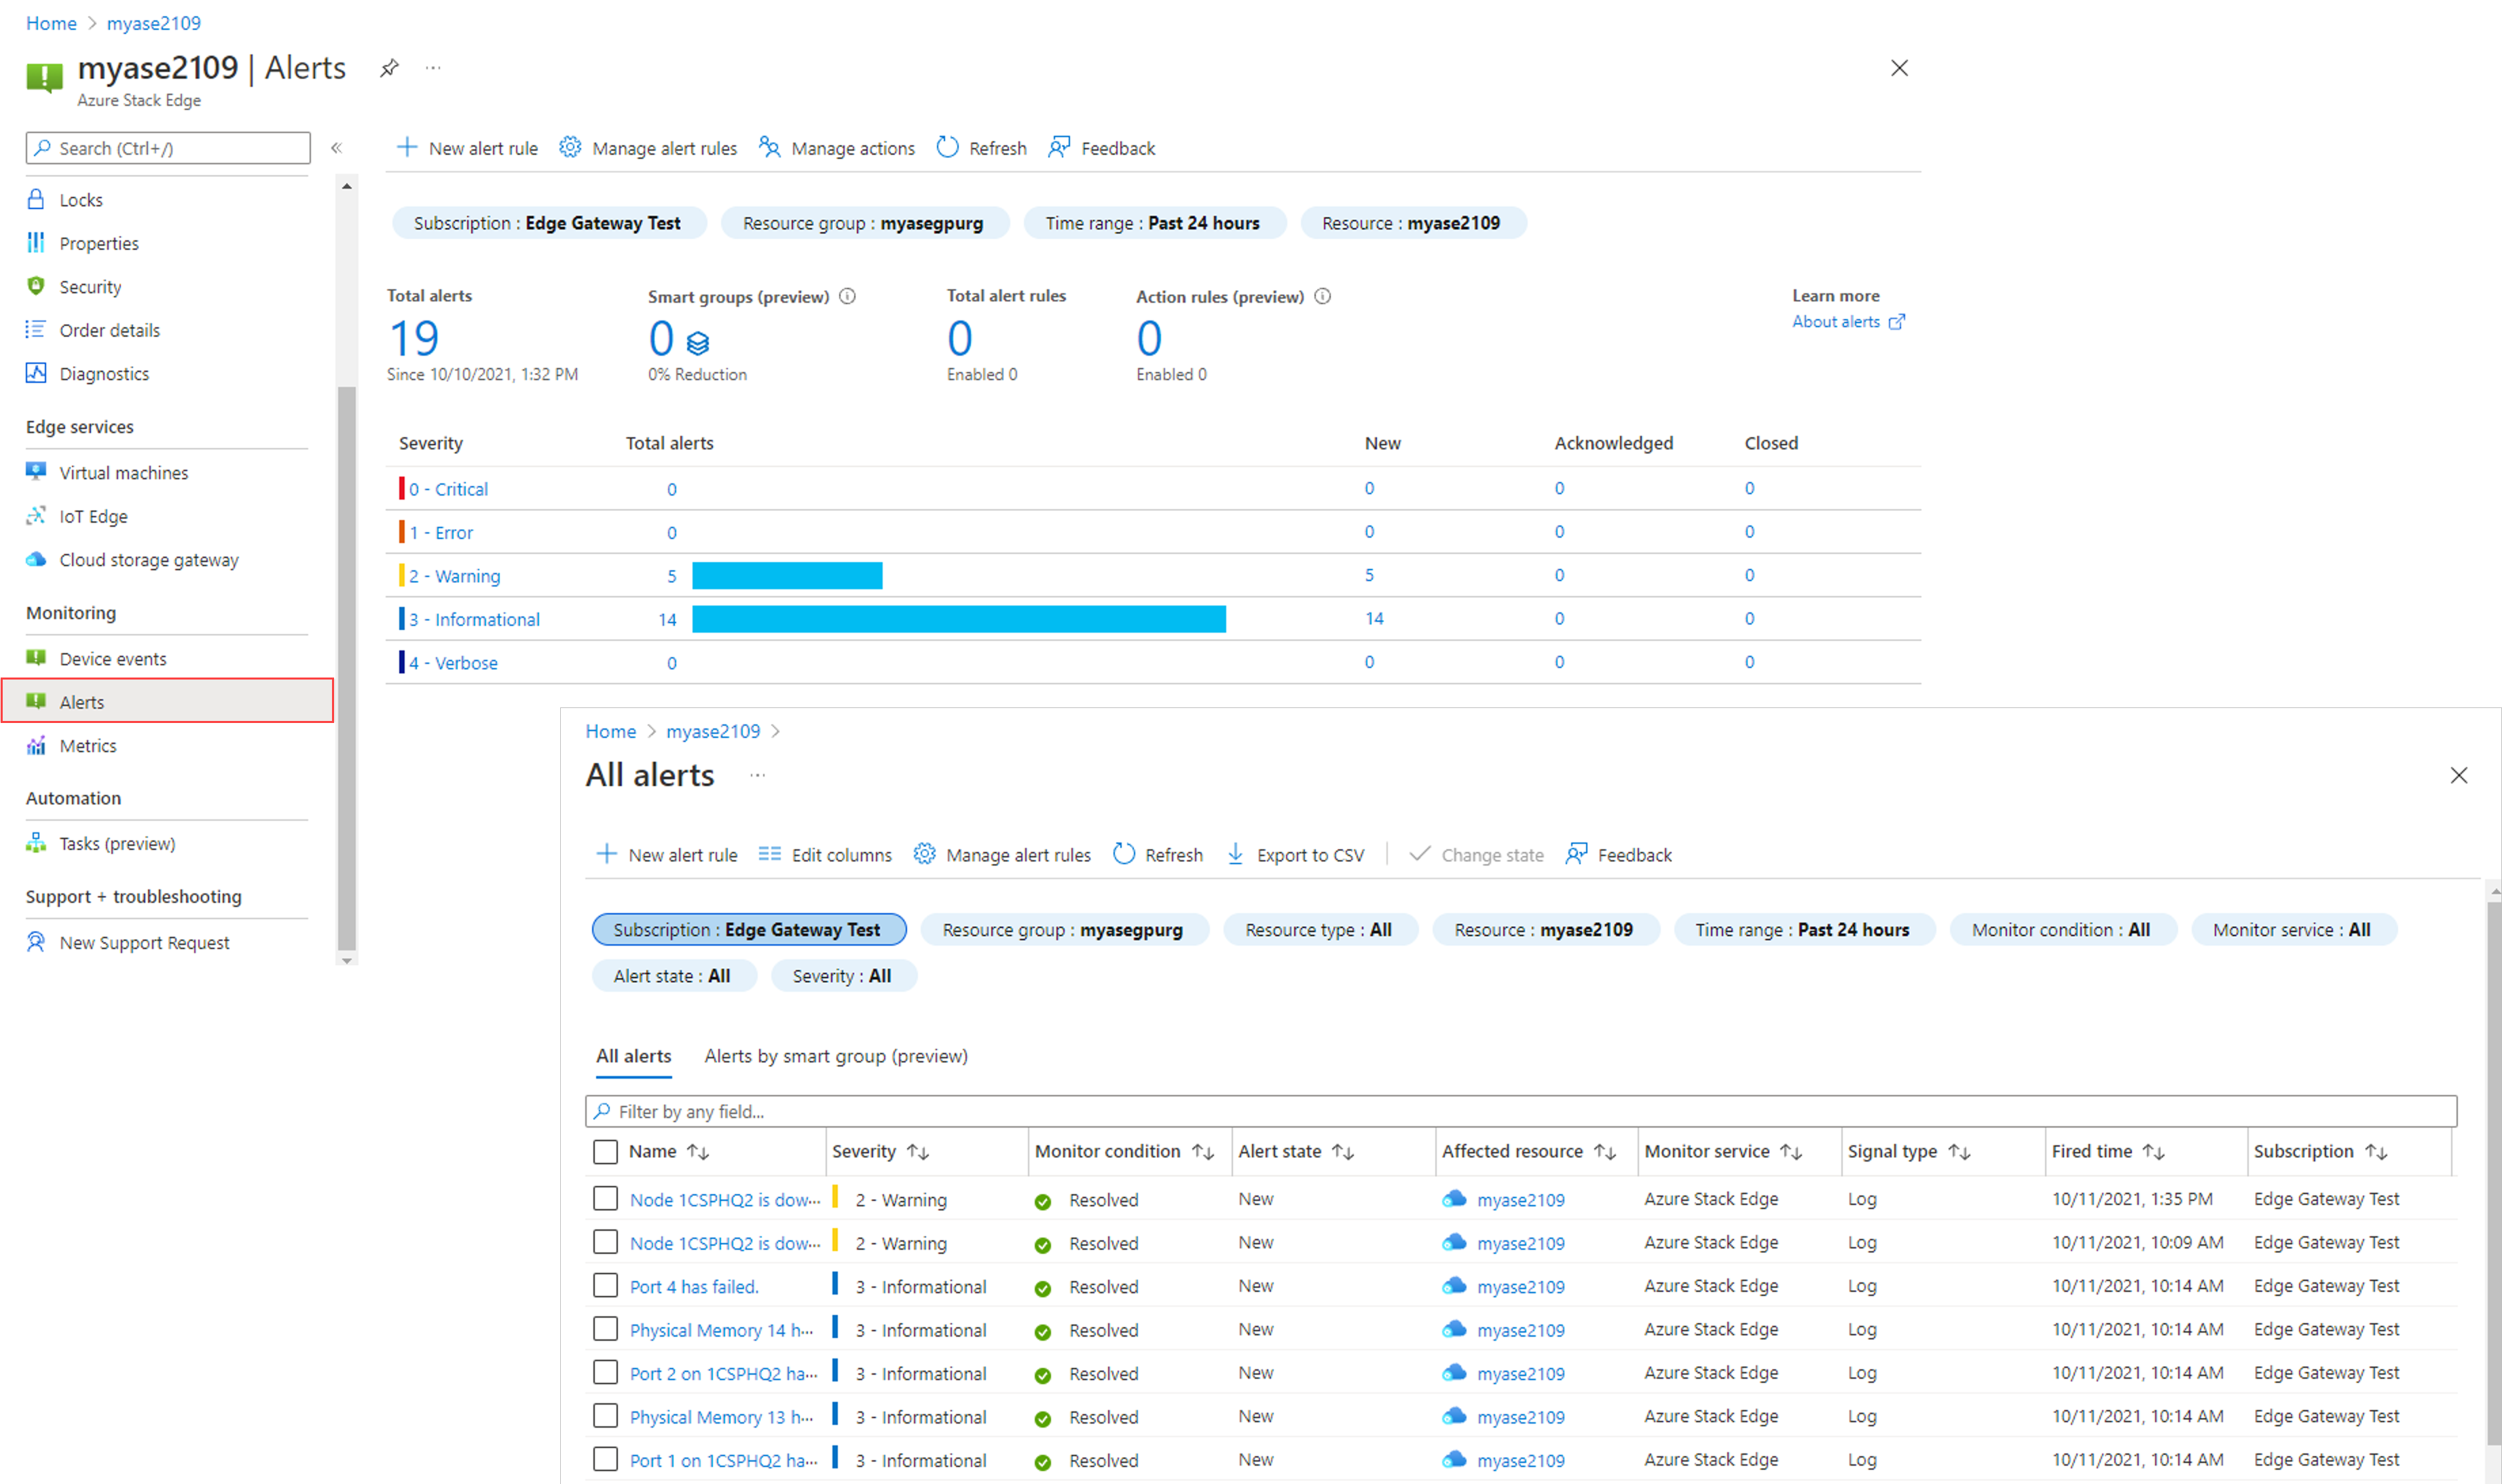 Home > myase2109
myase2109 | Alerts ...
Azure Stack Edge
Search (Ctrl+/)
«
Locks
Properties
Security
Order details
Diagnostics
Edge services
Virtual machines
IoT Edge
Cloud storage gateway
Monitoring
Device events
Alerts
Metrics
Automation
Tasks (preview)
Support + troubleshooting
New Support Request
New alert rule Manage alert rules Manage actions Refresh Feedback
Subscription : Edge Gateway Test Resource group : myasegpurg Time range : Past 24 hours Resource : myase2109
Total alerts Smart groups (preview) Total alert rules Action rules (preview) Learn more
19 0 0 0 About alerts
Since 10/10/2021, 1:32 PM 0% Reduction Enabled 0 Enabled 0
Severity Total alerts New Acknowledged Closed
0 - Critical 0 0 0 0
1 - Error 0 0 0 0
2 - Warning 5 5 0 0
3 - Informational 14 14 0 0
4 - Verbose 0 0 0 0
Home > myase2109 >
All alerts ...
New alert rule Edit columns Manage alert rules Refresh Export to CSV Change state Feedback
Subscription : Edge Gateway Test Resource group : myasegpurg Resource type : All Resource : myase2109 Time range : Past 24 hours Monitor condition : All Monitor service : All
Alert state : All Severity : All
All alerts Alerts by smart group (preview)
Filter by any field...
Name Severity Monitor condition Alert state Affected resource Monitor service Signal type Fired time Subscription
Node 1CSPHQ2 is dow... 2 - Warning Resolved New myase2109 Azure Stack Edge Log 10/11/2021, 1:35 PM Edge Gateway Test
Node 1CSPHQ2 is dow... 2 - Warning Resolved New myase2109 Azure Stack Edge Log 10/11/2021, 10:09 AM Edge Gateway Test
Port 4 has failed. 3 - Informational Resolved New myase2109 Azure Stack Edge Log 10/11/2021, 10:14 AM Edge Gateway Test
Physical Memory 14 h... 3 - Informational Resolved New myase2109 Azure Stack Edge Log 10/11/2021, 10:14 AM Edge Gateway Test
Port 2 on 1CSPHQ2 ha... 3 - Informational Resolved New myase2109 Azure Stack Edge Log 10/11/2021, 10:14 AM Edge Gateway Test
Physical Memory 13 h... 3 - Informational Resolved New myase2109 Azure Stack Edge Log 10/11/2021, 10:14 AM Edge Gateway Test
Port 1 on 1CSPHQ2 ha... 3 - Informational Resolved New myase2109 Azure Stack Edge Log 10/11/2021, 10:14 AM Edge Gateway Test